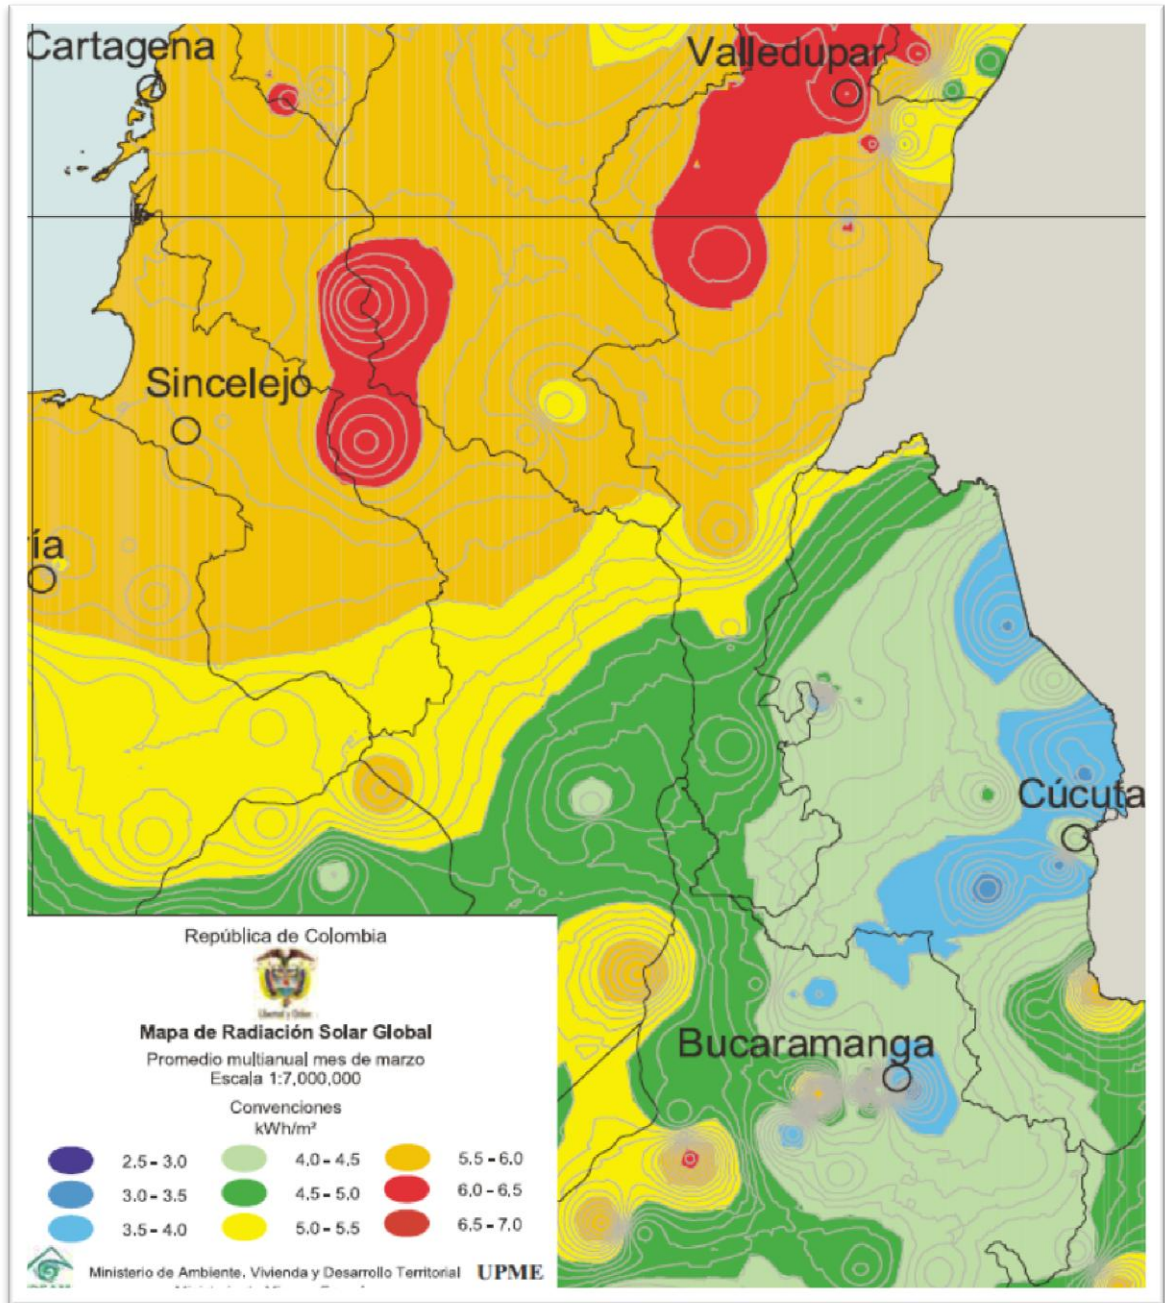 Cartagena
Valledupar
Sincelejo
ía
Cúcuta
Bucaramanga
República de Colombia
Libertad y Orden
Mapa de Radiación Solar Global
Promedio multianual mes de marzo
Escala 1:7,000,000
Convenciones
kWh/m²
2.5 - 3.0 4.0 - 4.5 5.5 - 6.0
3.0 - 3.5 4.5 - 5.0 6.0 - 6.5
3.5 - 4.0 5.0 - 5.5 6.5 - 7.0
Ministerio de Ambiente, Vivienda y Desarrollo Territorial UPME